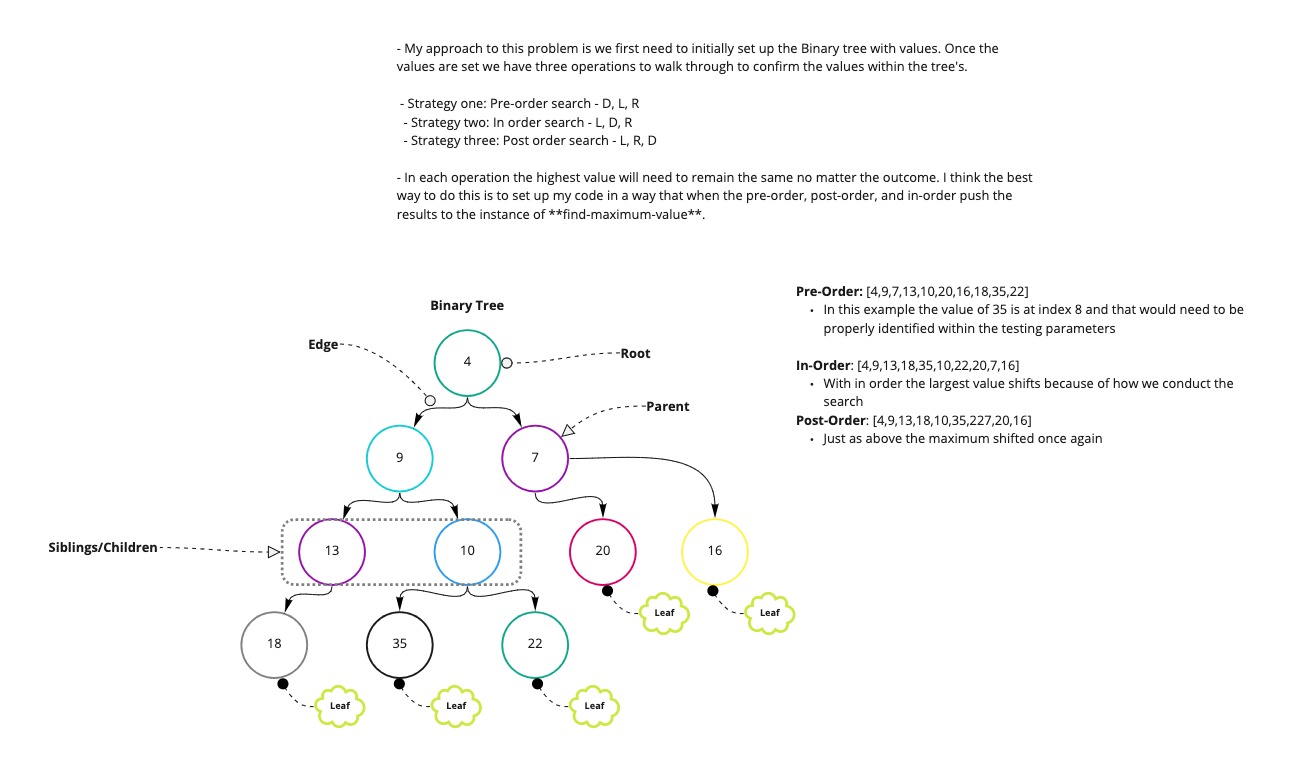 - My approach to this problem is we first need to initially set up the Binary tree with values. Once the
values are set we have three operations to walk through to confirm the values within the tree's.
- Strategy one: Pre-order search - D, L, R
- Strategy two: In order search - L, D, R
- Strategy three: Post order search - L, R, D
- In each operation the highest value will need to remain the same no matter the outcome. I think the best
way to do this is to set up my code in a way that when the pre-order, post-order, and in-order push the
results to the instance of **find-maximum-value**.
Binary Tree
Edge
4
Root
Parent
9
7
Siblings/Children
13
10
20
16
Leaf
Leaf
18
35
22
Leaf
Leaf
Leaf
Pre-Order: [4,9,7,13,10,20,16,18,35,22]
• In this example the value of 35 is at index 8 and that would need to be
properly identified within the testing parameters
In-Order: [4,9,13,18,35,10,22,20,7,16]
• With in order the largest value shifts because of how we conduct the
search
Post-Order: [4,9,13,18,10,35,227,20,16]
• Just as above the maximum shifted once again